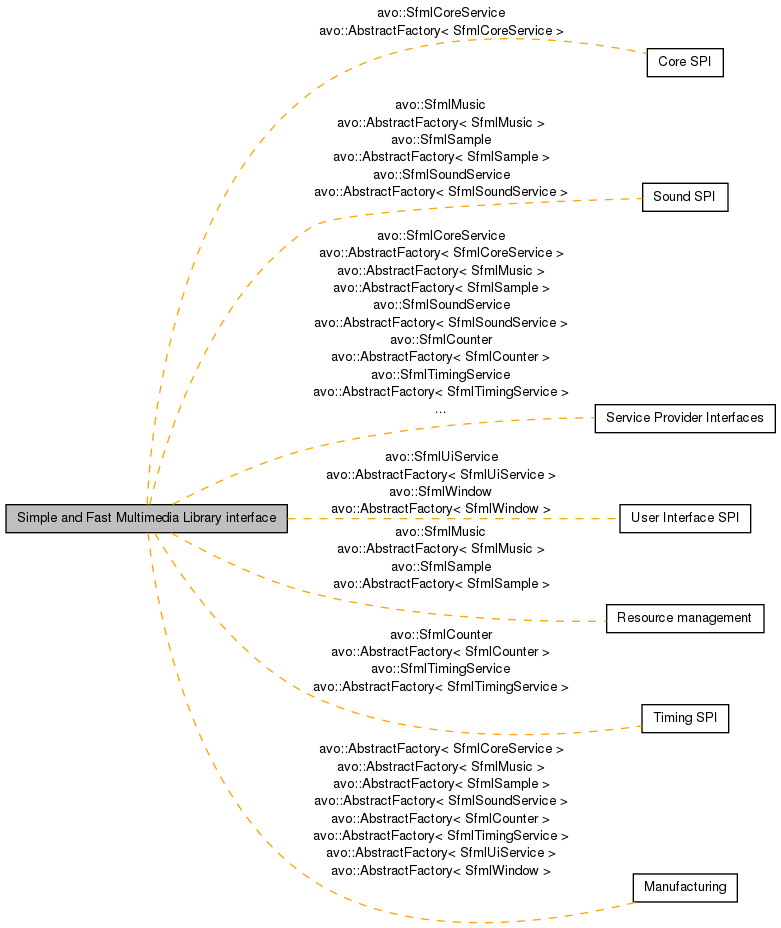 avo::SfmlCoreService
avo::AbstractFactory< SfmlCoreService >
Core SPI
avo::SfmlMusic
avo::AbstractFactory< SfmlMusic >
avo::SfmlSample
avo::AbstractFactory< SfmlSample >
avo::SfmlSoundService
avo::AbstractFactory< SfmlSoundService >
Sound SPI
avo::SfmlCoreService
avo::AbstractFactory< SfmlCoreService >
avo::AbstractFactory< SfmlMusic >
avo::AbstractFactory< SfmlSample >
avo::SfmlSoundService
avo::AbstractFactory< SfmlSoundService >
avo::SfmlCounter
avo::AbstractFactory< SfmlCounter >
avo::SfmlTimingService
avo::AbstractFactory< SfmlTimingService >
...
Service Provider Interfaces
avo::SfmlUiService
avo::AbstractFactory< SfmlUiService >
avo::SfmlWindow
avo::AbstractFactory< SfmlWindow >
Simple and Fast Multimedia Library interface
User Interface SPI
avo::SfmlMusic
avo::AbstractFactory< SfmlMusic >
avo::SfmlSample
avo::AbstractFactory< SfmlSample >
Resource management
avo::SfmlCounter
avo::AbstractFactory< SfmlCounter >
avo::SfmlTimingService
avo::AbstractFactory< SfmlTimingService >
Timing SPI
avo::AbstractFactory< SfmlCoreService >
avo::AbstractFactory< SfmlMusic >
avo::AbstractFactory< SfmlSample >
avo::AbstractFactory< SfmlSoundService >
avo::AbstractFactory< SfmlCounter >
avo::AbstractFactory< SfmlTimingService >
avo::AbstractFactory< SfmlUiService >
avo::AbstractFactory< SfmlWindow >
Manufacturing